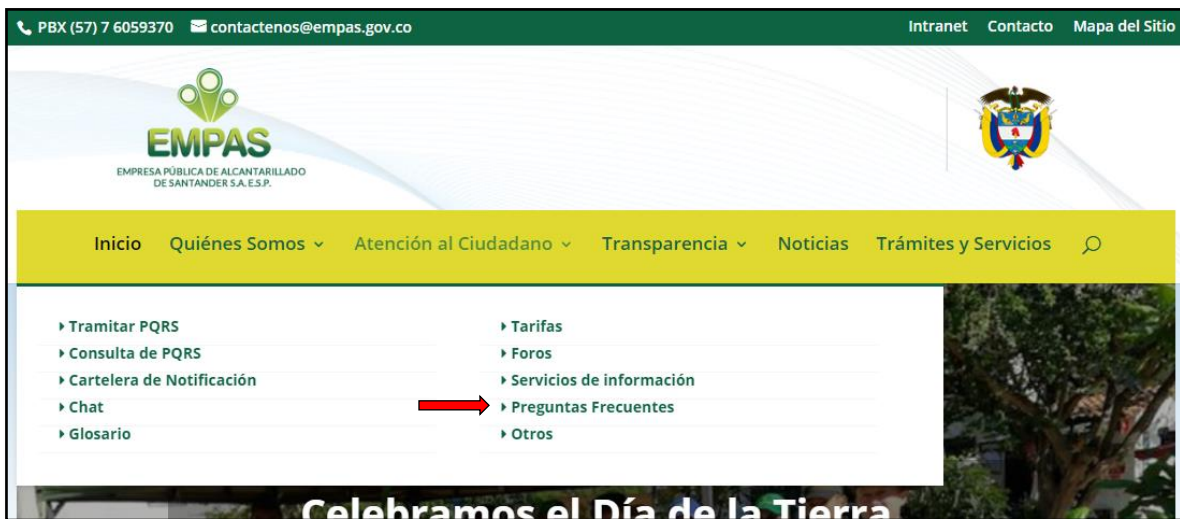 PBX (57) 7 6059370 contactenos@empas.gov.co Intranet Contacto Mapa del Sitio
EMPAS
EMPRESA PÚBLICA DE ALCANTARILLADO
DE SANTANDER S.A. E.S.P.
Inicio Quiénes Somos Atención al Ciudadano Transparencia Noticias Trámites y Servicios
Tramitar PQRS
Consulta de PQRS
Cartelera de Notificación
Chat
Glosario
Tarifas
Foros
Servicios de información
Preguntas Frecuentes
Otros
Celebramos el Día de la Tierra